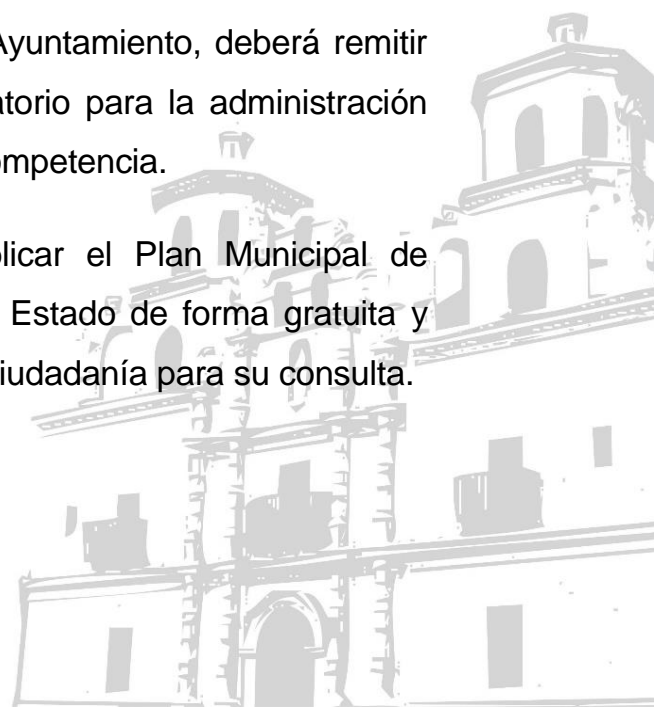 Ayuntamiento, deberá remitir
atorio para la administración
ompetencia.
licar el Plan Municipal de
Estado de forma gratuita y
iudadanía para su consulta.